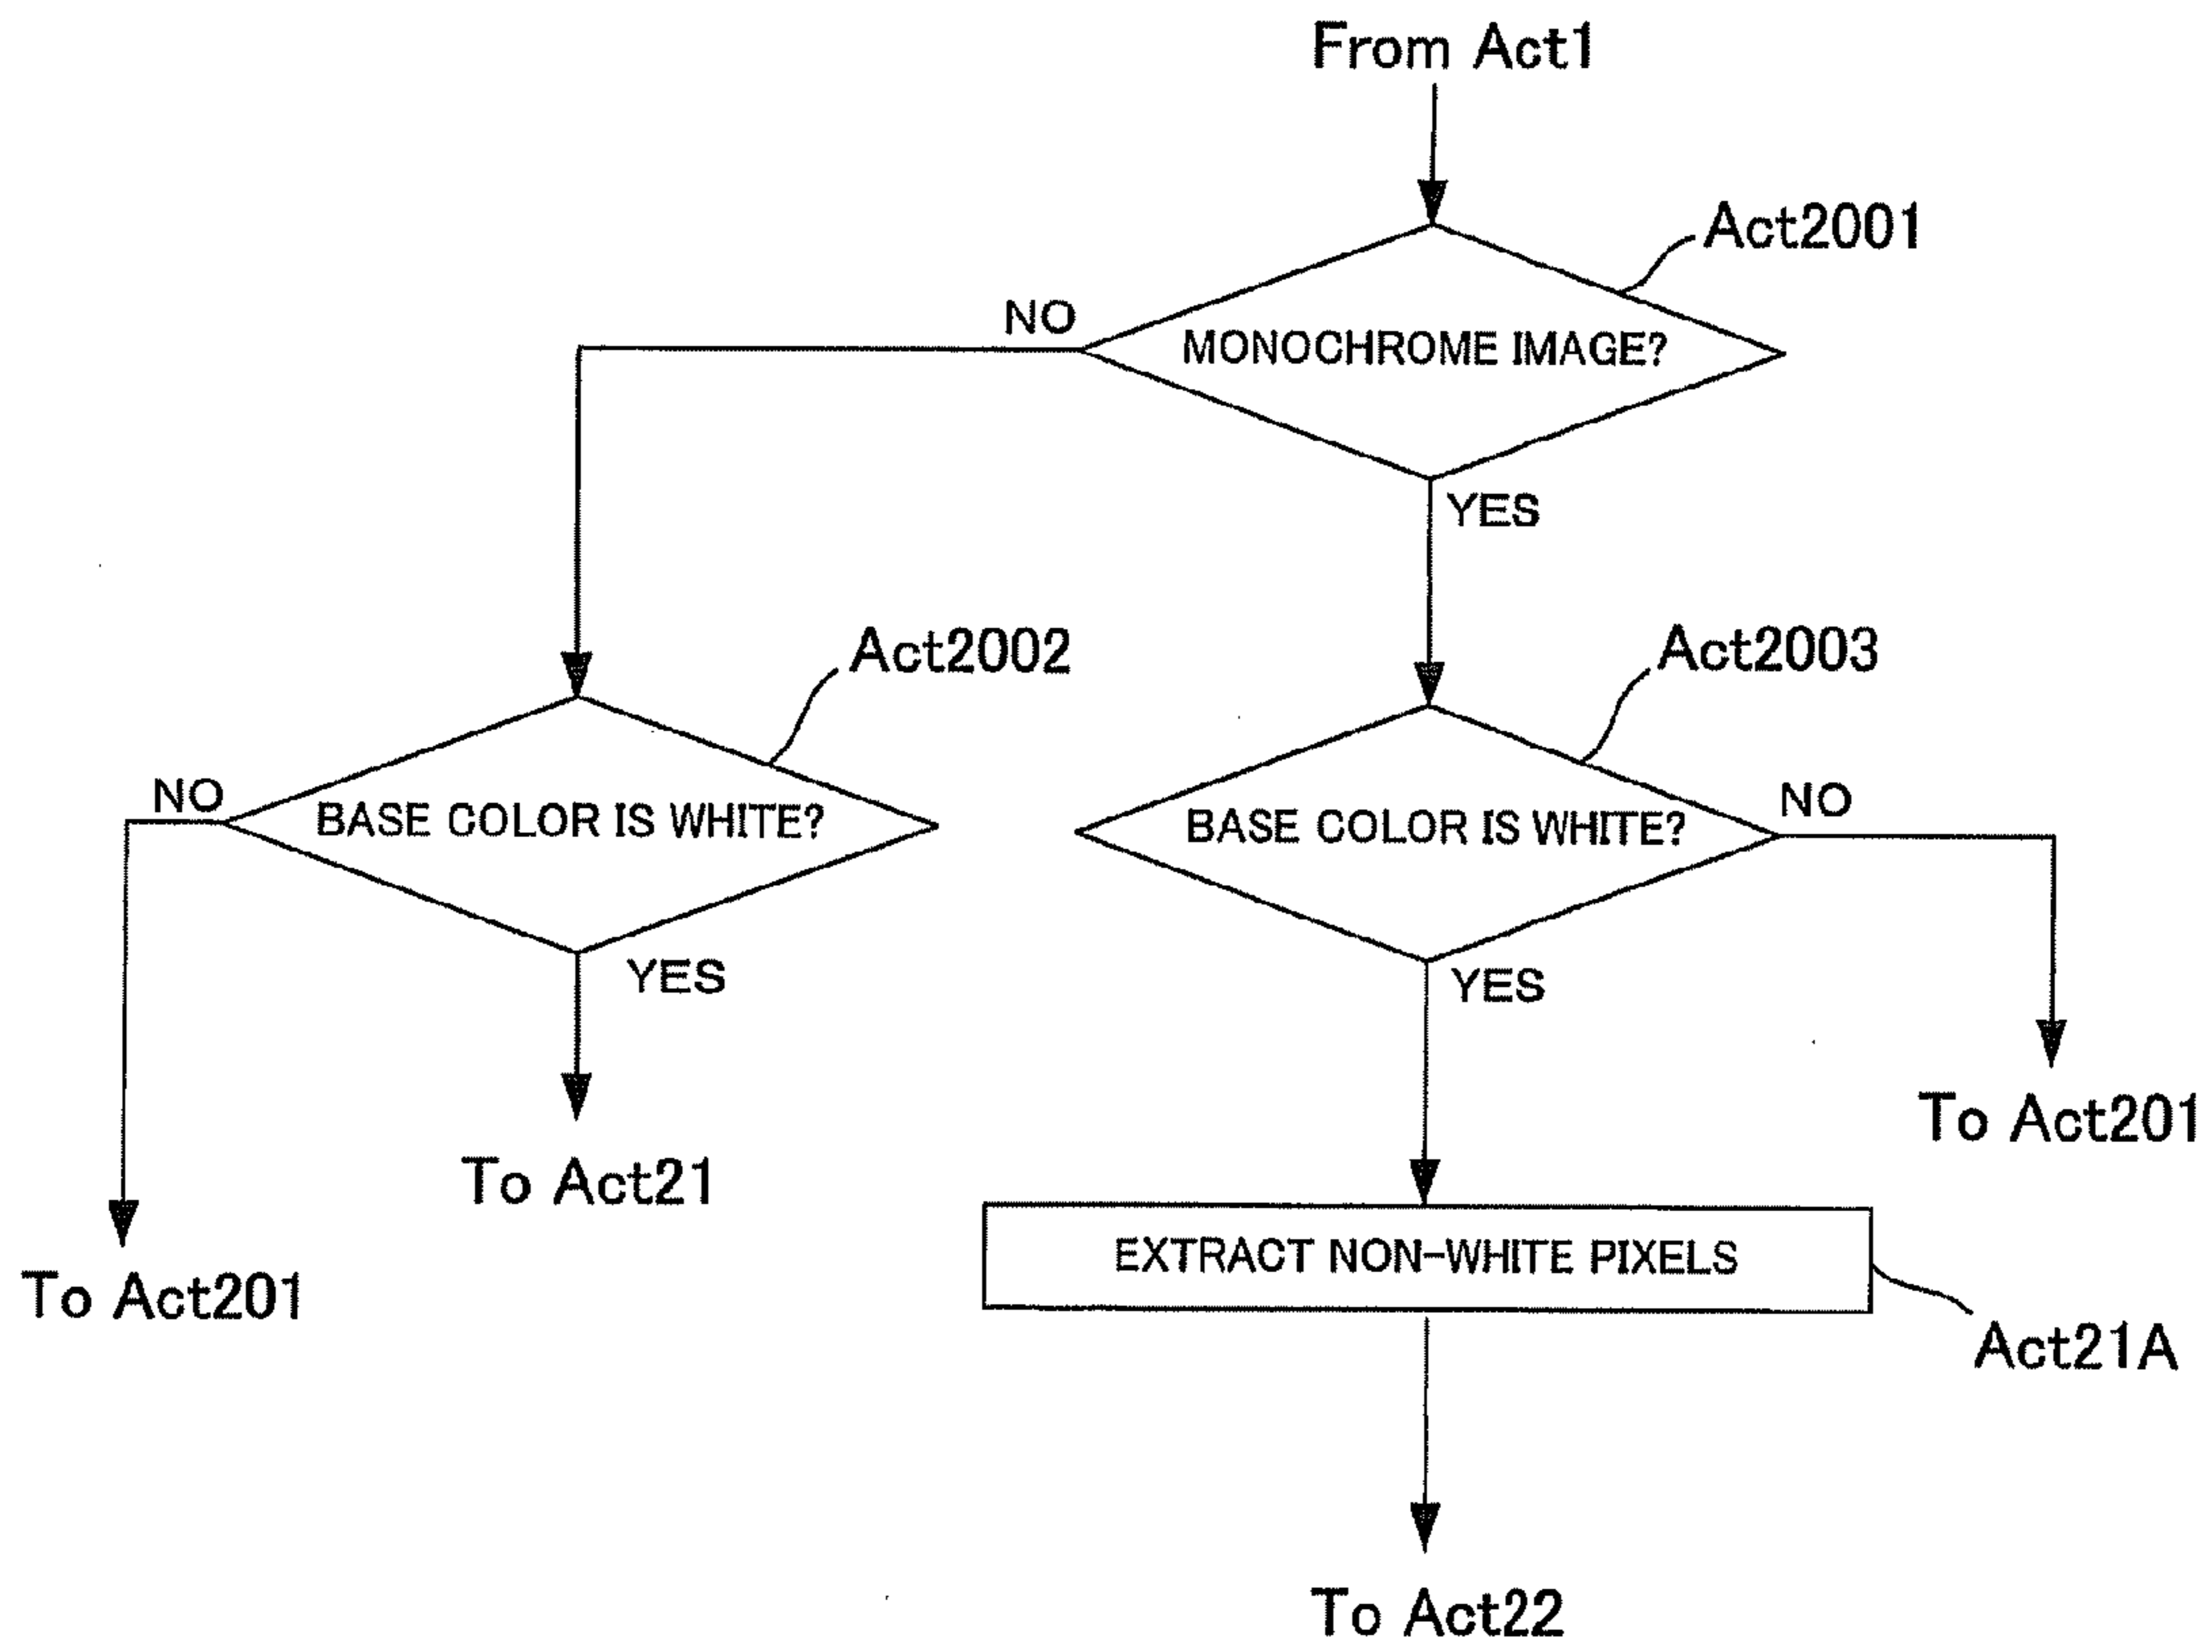 From Act1
Act2001
NO
MONOCHROME IMAGE?
YES
Act2002
Act2003
NO
BASE COLOR IS WHITE?
BASE COLOR IS WHITE?
NO
YES
YES
To Act201
To Act21
EXTRACT NON-WHITE PIXELS
To Act201
Act21A
To Act22